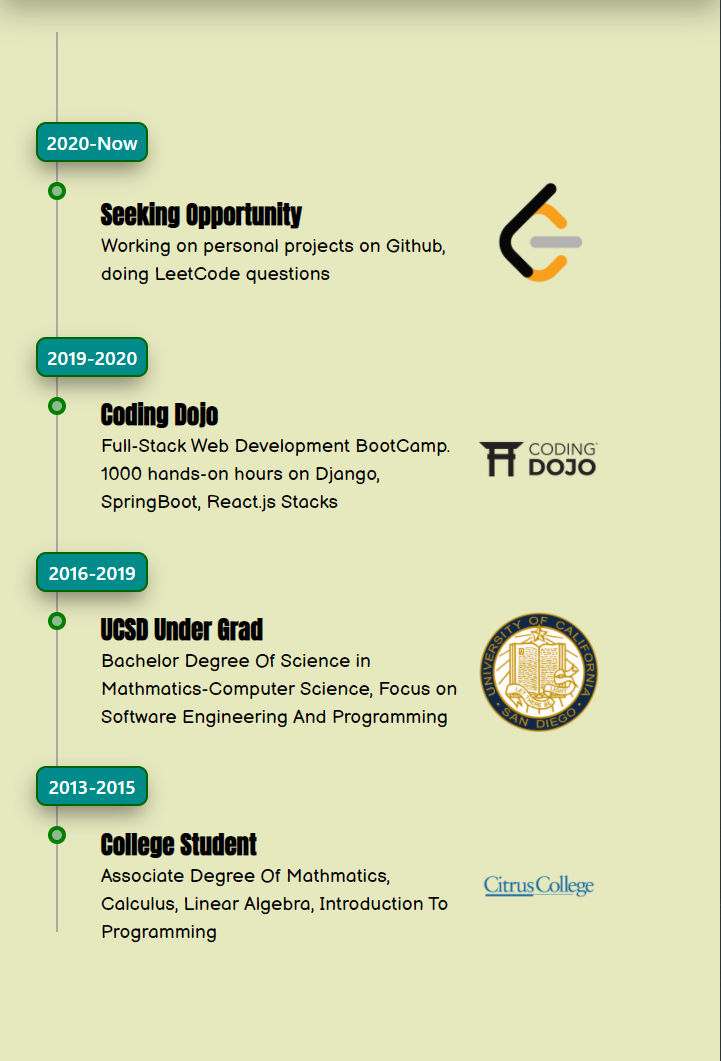 2020-Now
Seeking Opportunity
Working on personal projects on Github,
doing LeetCode questions
2019-2020
Coding Dojo
Full-Stack Web Development BootCamp.
1000 hands-on hours on Django,
SpringBoot, React.js Stacks
CODING
DOJO
2016-2019
UCSD Under Grad
Bachelor Degree Of Science in
Mathmatics-Computer Science, Focus on
Software Engineering And Programming
UNIVERSITY OF CALIFORNIA
SAN DIEGO
2013-2015
College Student
Associate Degree Of Mathmatics,
Calculus, Linear Algebra, Introduction To
Programming
Citrus College